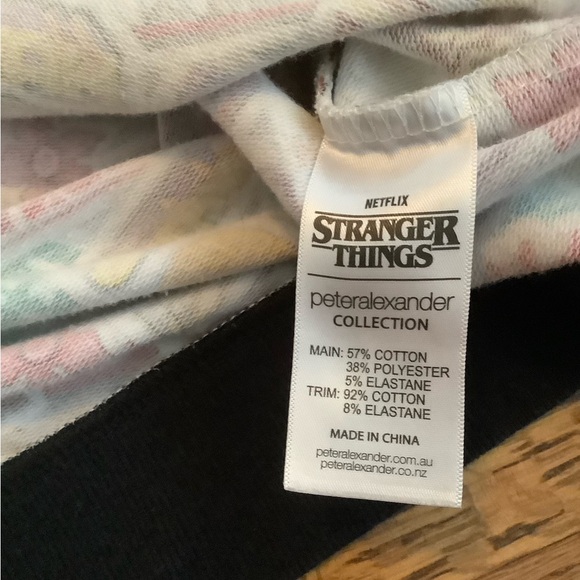 NETFLIX
STRANGER
THINGS
peteralexander
COLLECTION
MAIN: 57% COTTON
38% POLYESTER
5% ELASTANE
TRIM: 92% COTTON
8% ELASTANE
MADE IN CHINA
peteralexander.com.au
peteralexander.co.nz